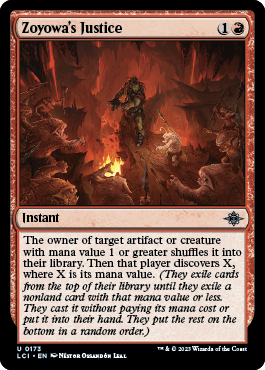 Zoyowa's Justice 1
Instant
The owner of target artifact or creature
with mana value 1 or greater shuffles it into
their library. Then that player discovers X,
where X is its mana value. (They exile cards
from the top of their library until they exile a
nonland card with that mana value or less.
They cast it without paying its mana cost or
put it into their hand. They put the rest on the
bottom in a random order.)
U 0173
LCI • EN Néstor Ossandón Leal
™ & © 2023 Wizards of the Coast